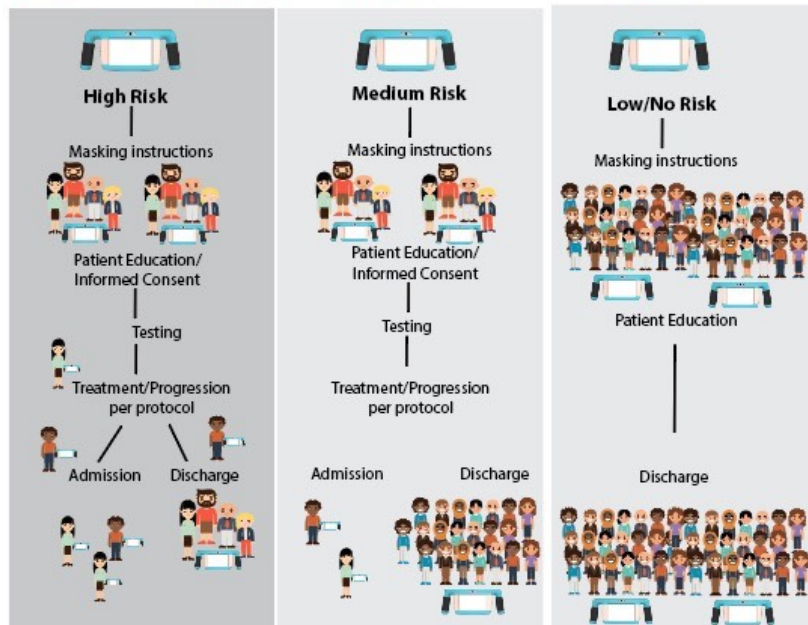 High Risk
Masking instructions
Patient Education/
Informed Consent
Testing
Treatment/Progression
per protocol
Admission
Discharge
Medium Risk
Masking instructions
Patient Education/
Informed Consent
Testing
Treatment/Progression
per protocol
Admission
Discharge
Low/No Risk
Masking instructions
Patient Education
Discharge